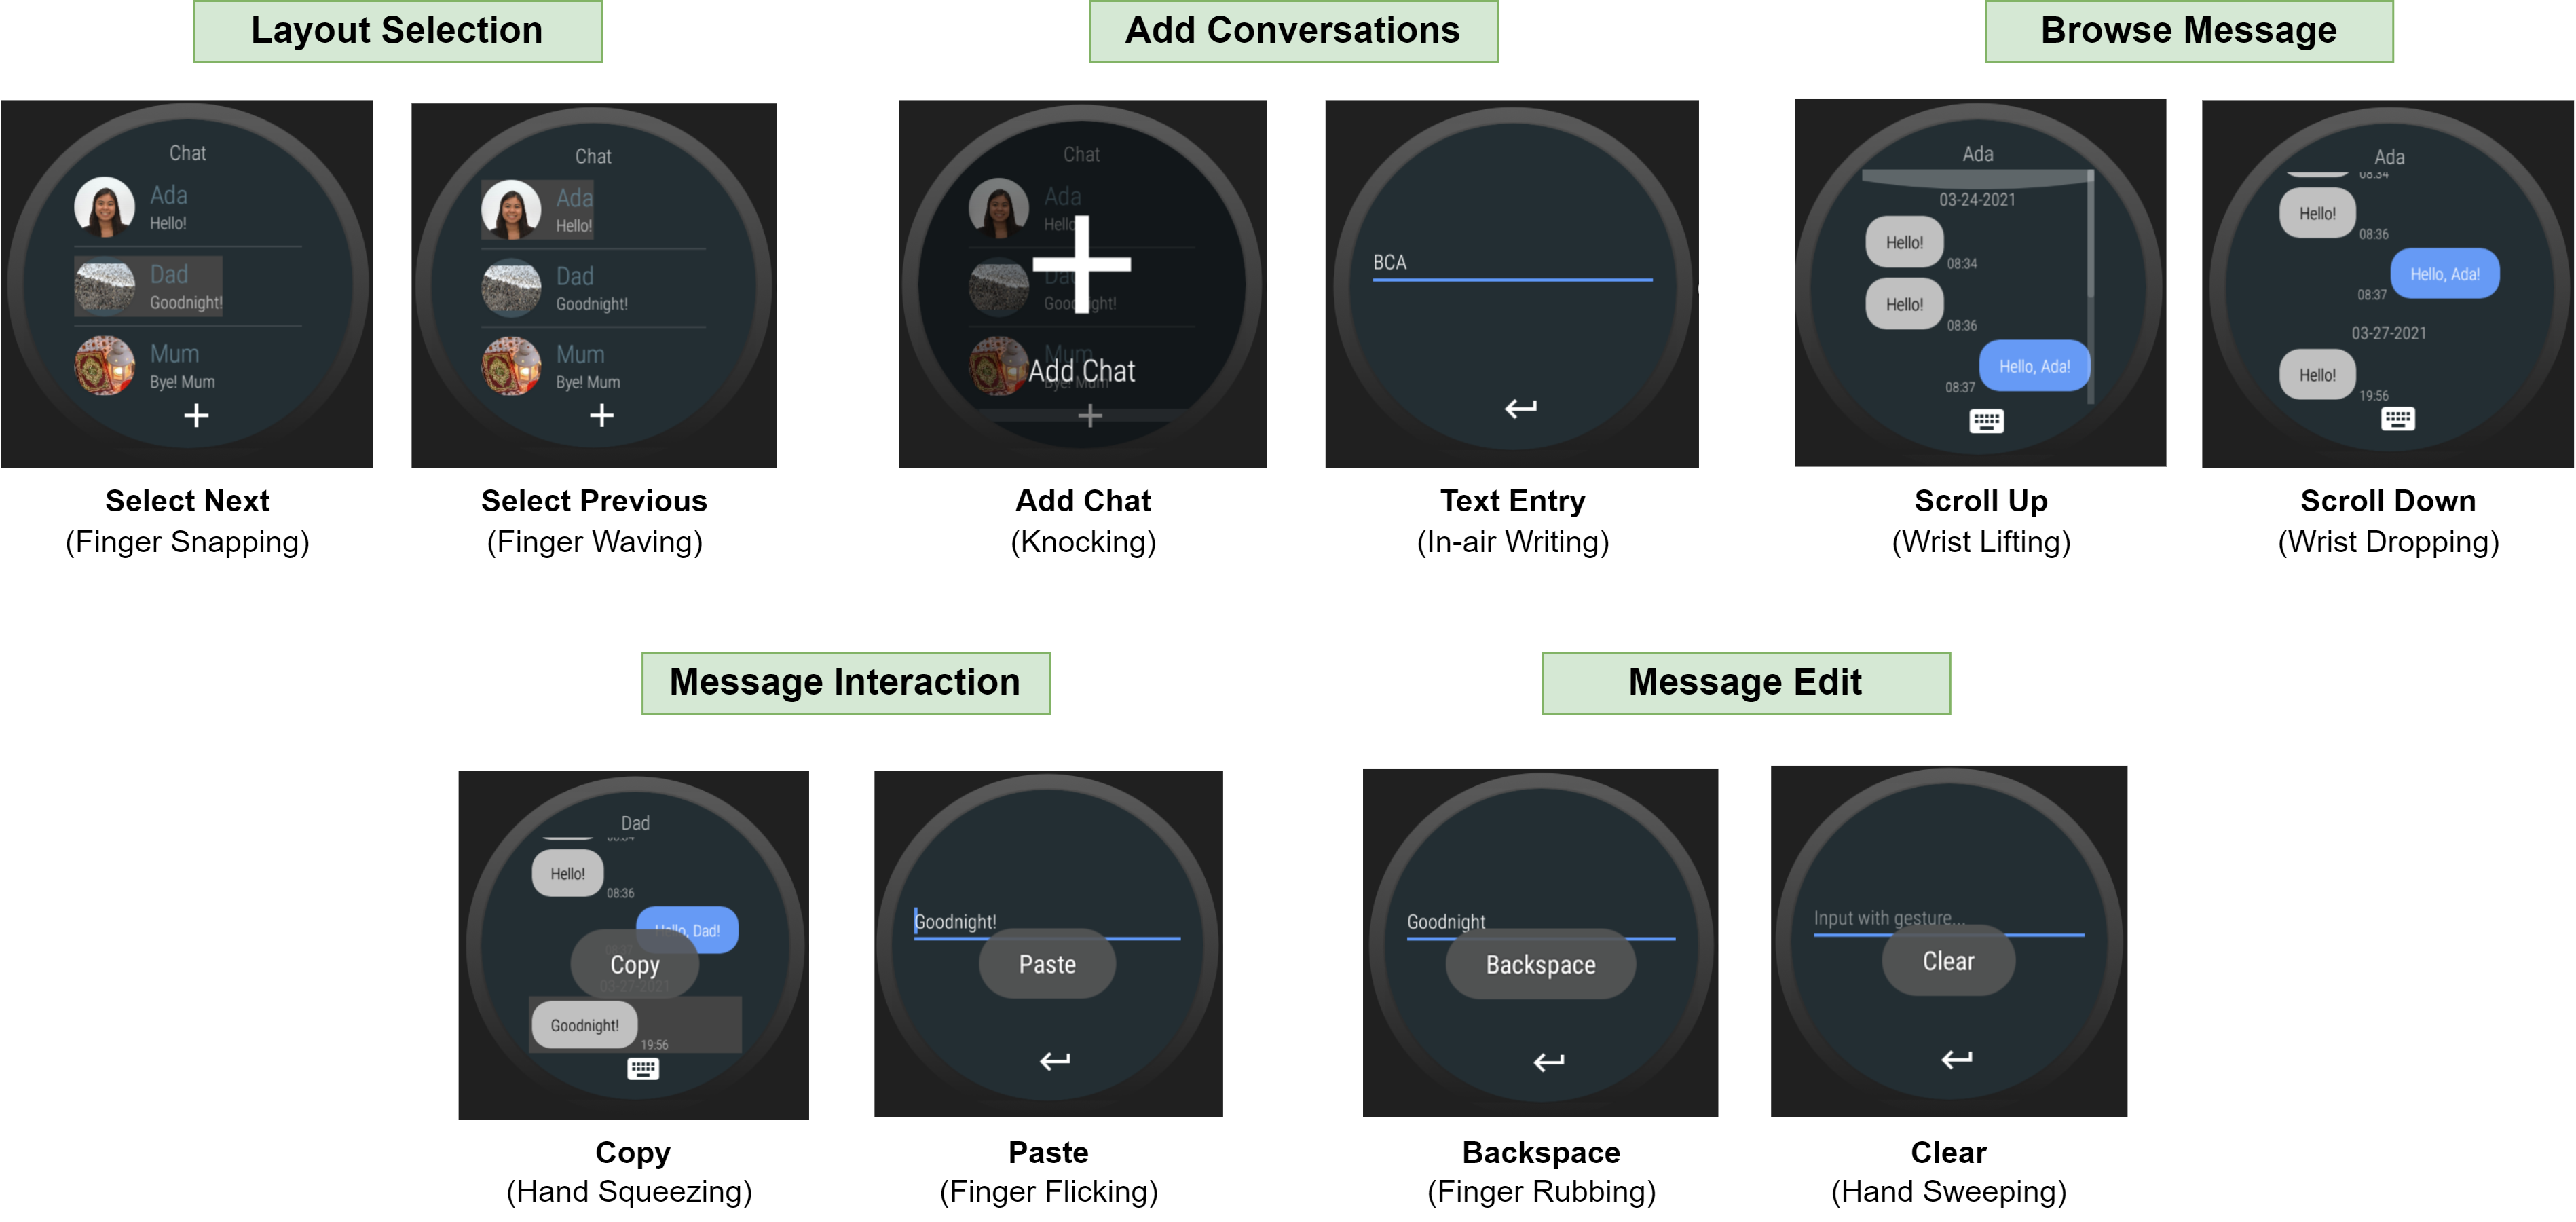 Layout Selection
Add Conversations
Browse Message
Chat
Ada
Hello!
Dad
Goodnight!
Mum
Bye! Mum
+
Select Next
(Finger Snapping)
Chat
Ada
Hello!
Dad
Goodnight!
Mum
Bye! Mum
+
Select Previous
(Finger Waving)
Chat
Ada
Hello
Dad
Goodnight!
Mum
Add Chat
Bye! Mum
+
Add Chat
(Knocking)
BCA
Text Entry
(In-air Writing)
Ada
03-24-2021
Hello!
08:34
Hello!
08:36
Hello, Ada!
08:37
Scroll Up
(Wrist Lifting)
Ada
08:34
Hello!
08:36
Hello, Ada!
08:37
03-27-2021
Hello!
19:56
Scroll Down
(Wrist Dropping)
Message Interaction
Message Edit
Dad
Hello!
08:36
Hello, Dad!
08:37
Copy
03-27-2021
Goodnight!
19:56
Copy
(Hand Squeezing)
Goodnight!
Paste
Paste
(Finger Flicking)
Goodnight
Backspace
Backspace
(Finger Rubbing)
Input with gesture...
Clear
Clear
(Hand Sweeping)